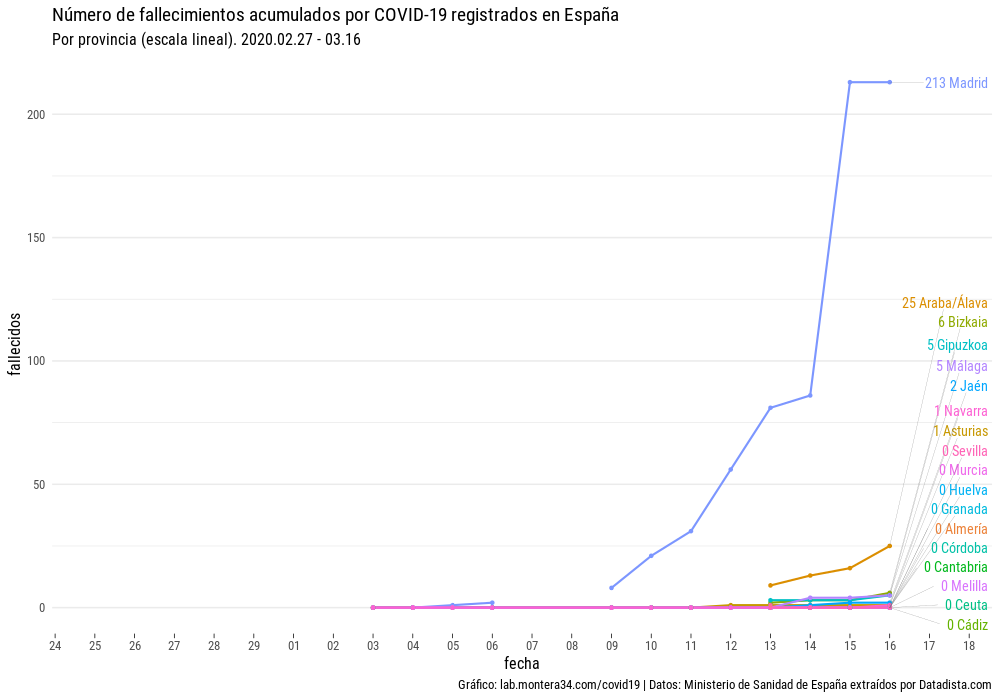 Número de fallecimientos acumulados por COVID-19 registrados en España
Por provincia (escala lineal). 2020.02.27 - 03.16
213 Madrid
200
150
25 Araba/Álava
6 Bizkaia
5 Gipuzkoa
100
5 Málaga
2 Jaén
1 Navarra
1 Asturias
0 Sevilla
0 Murcia
50
0 Huelva
0 Granada
0 Almería
0 Córdoba
0 Cantabria
0 Melilla
0
0 Ceuta
0 Cádiz
fallecidos
24 25 26 27 28 29 01 02 03 04 05 06 07 08 09 10 11 12 13 14 15 16 17 18
fecha
Gráfico: lab.montera34.com/covid19 | Datos: Ministerio de Sanidad de España extraídos por Datadista.com